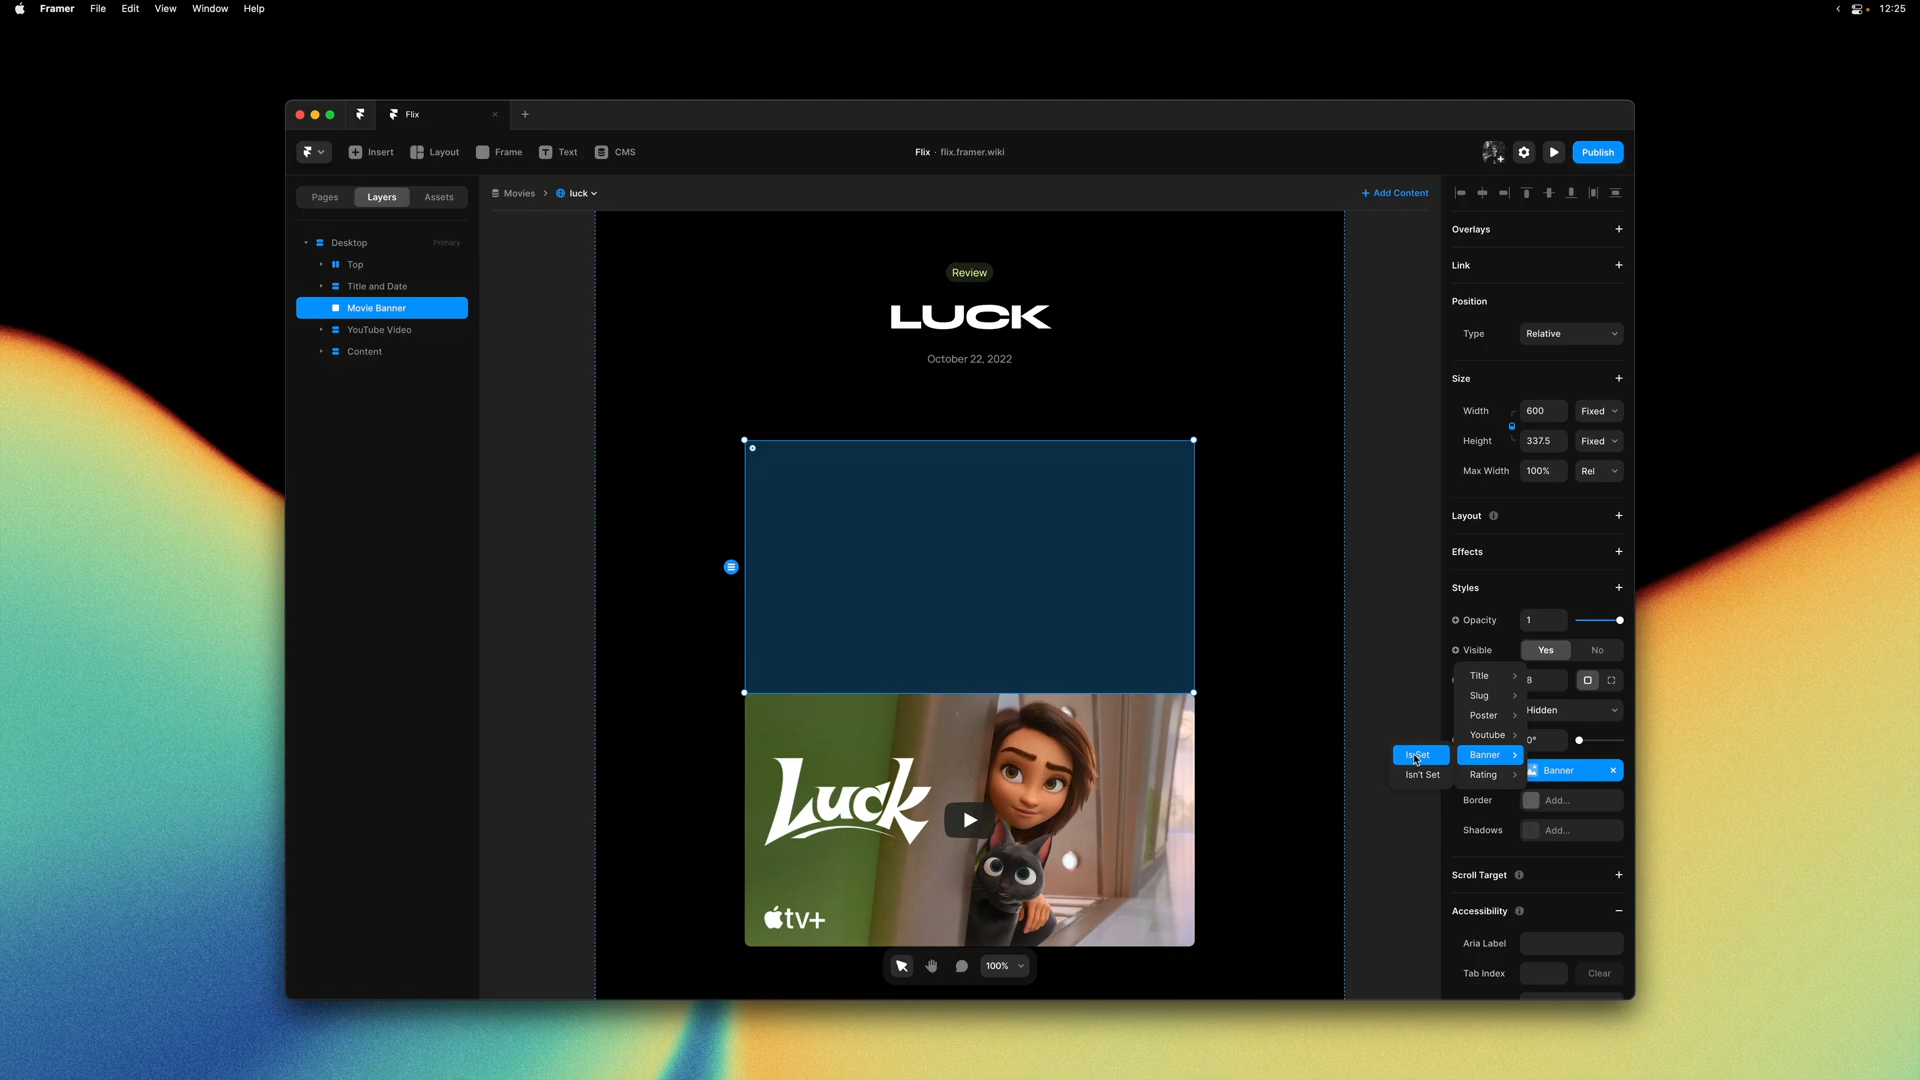 Framer File Edit View Window Help
12:25
Flix
Insert Layout Frame Text CMS
Flix · flix.framer.wiki
Publish
Pages Layers Assets
Desktop Primary
Top
Title and Date
Movie Banner
YouTube Video
Content
Movies luck
+ Add Content
Review
LUCK
October 22, 2022
Luck
tv+
100%
Overlays
Link
Position
Type Relative
Size
Width 600 Fixed
Height 337.5 Fixed
Max Width 100% Rel
Layout
Effects
Styles
Opacity 1
Visible Yes No
Title
8
Slug
Poster
Hidden
Youtube
0°
Is Set
Banner
Banner
Isn't Set
Rating
Border Add...
Shadows Add...
Scroll Target
Accessibility
Aria Label
Tab Index Clear